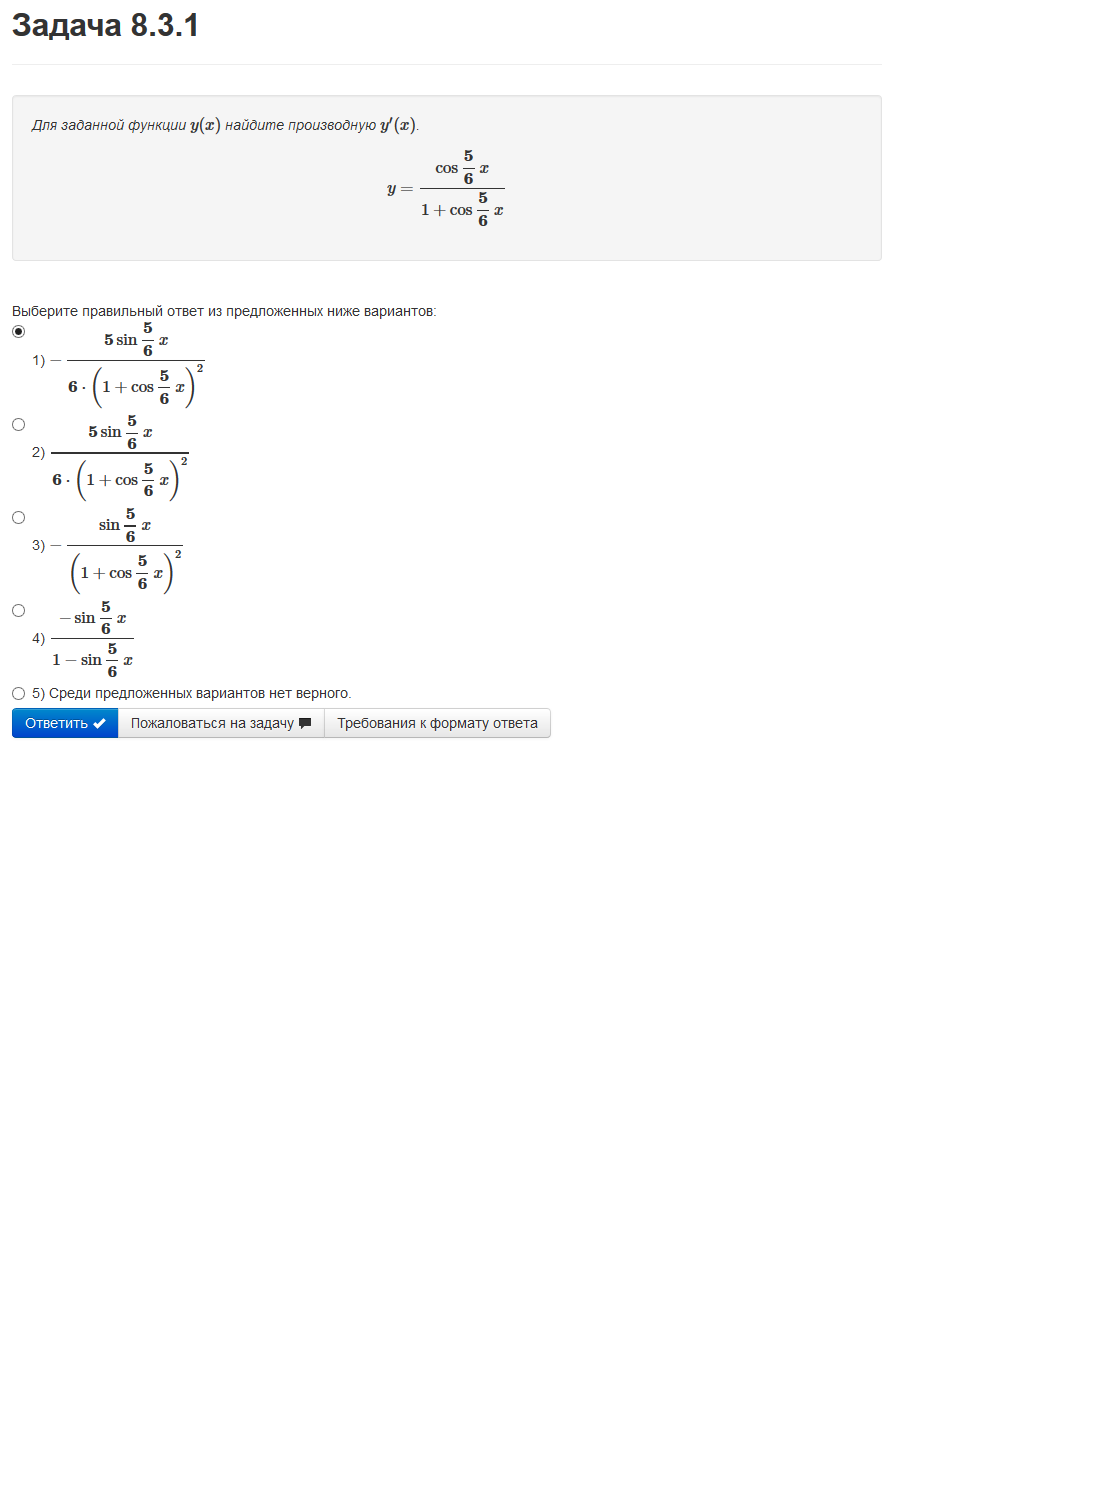 Задача 8.3.1
Для заданной функции y(x) найдите производную y′(x).
y = \frac{\cos \frac{5}{6} x}{1 + \cos \frac{5}{6} x}
Выберите правильный ответ из предложенных ниже вариантов:
1) - \frac{5 \sin \frac{5}{6} x}{6 \cdot \left(1 + \cos \frac{5}{6} x\right)^2}
2) \frac{5 \sin \frac{5}{6} x}{6 \cdot \left(1 + \cos \frac{5}{6} x\right)^2}
3) - \frac{\sin \frac{5}{6} x}{\left(1 + \cos \frac{5}{6} x\right)^2}
4) \frac{- \sin \frac{5}{6} x}{1 - \sin \frac{5}{6} x}
5) Среди предложенных вариантов нет верного.
Ответить Пожаловаться на задачу Требования к формату ответа